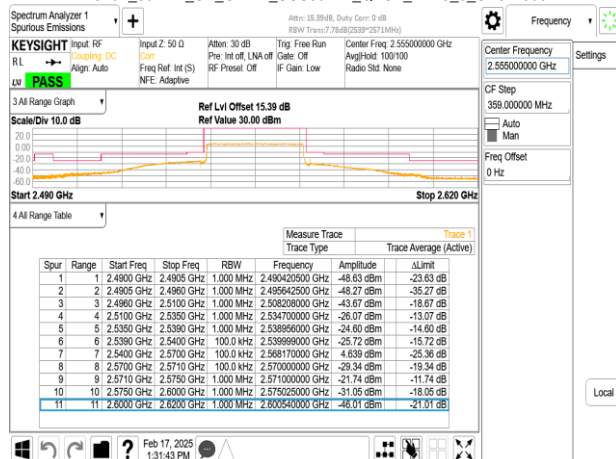 Spectrum Analyzer 1
Spurious Emissions
Attn: 15.39dB, Duty Corr: 0 dB
RBW Trans:7.78dB(2539~2571MHz)
Frequency
Settings
KEYSIGHT
RL
PASS
Input: RF
Coupling: DC
Align: Auto
Input Z: 50 Ω
Corr
Freq Ref: Int (S)
NFE: Adaptive
Atten: 30 dB
Pre: Int off, LNA off
RF Presel: Off
Trig: Free Run
Gate: Off
IF Gain: Low
Center Freq: 2.555000000 GHz
Avg|Hold: 100/100
Radio Std: None
Center Frequency
2.555000000 GHz
CF Step
359.000000 MHz
Auto
Man
Freq Offset
0 Hz
Local
3 All Range Graph
Scale/Div 10.0 dB
Ref Lvl Offset 15.39 dB
Ref Value 30.00 dBm
20.0
0.00
-20.0
-40.0
-60.0
Start 2.490 GHz
Stop 2.620 GHz
4 All Range Table
Measure Trace Trace 1
Trace Type Trace Average (Active)
Spur Range Start Freq Stop Freq RBW Frequency Amplitude ΔLimit
1 1 2.4900 GHz 2.4905 GHz 1.000 MHz 2.490420500 GHz -48.63 dBm -23.63 dB
2 2 2.4905 GHz 2.4960 GHz 1.000 MHz 2.495642500 GHz -48.27 dBm -35.27 dB
3 3 2.4960 GHz 2.5100 GHz 1.000 MHz 2.508208000 GHz -43.67 dBm -18.67 dB
4 4 2.5100 GHz 2.5350 GHz 1.000 MHz 2.534700000 GHz -26.07 dBm -13.07 dB
5 5 2.5350 GHz 2.5390 GHz 1.000 MHz 2.538956000 GHz -24.60 dBm -14.60 dB
6 6 2.5390 GHz 2.5400 GHz 100.0 kHz 2.539999000 GHz -25.72 dBm -15.72 dB
7 7 2.5400 GHz 2.5700 GHz 100.0 kHz 2.568170000 GHz 4.639 dBm -25.36 dB
8 8 2.5700 GHz 2.5710 GHz 100.0 kHz 2.570000000 GHz -29.34 dBm -19.34 dB
9 9 2.5710 GHz 2.5750 GHz 1.000 MHz 2.571000000 GHz -21.74 dBm -11.74 dB
10 10 2.5750 GHz 2.6000 GHz 1.000 MHz 2.575025000 GHz -31.05 dBm -18.05 dB
11 11 2.6000 GHz 2.6200 GHz 1.000 MHz 2.600540000 GHz -46.01 dBm -21.01 dB
Feb 17, 2025
1:31:43 PM